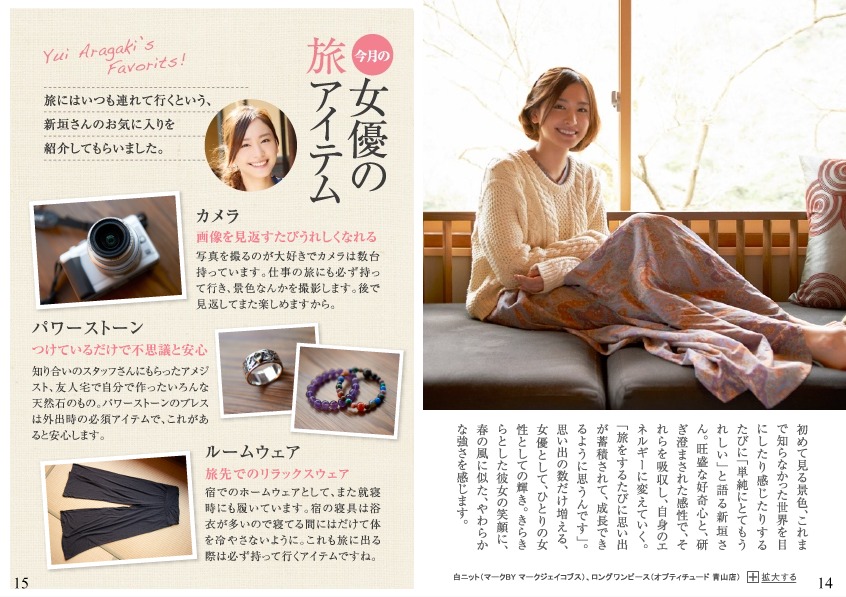 初めて見る景色、これま
で知らなかった世界を目
にしたり感じたりする
たびに「単純にとてもう
れしい」と語る新垣さ
ん。旺盛な好奇心と、研
ぎ澄まされた感性で、そ
れらを吸収し、自身のエ
ネルギーに変えていく。
「旅をするたびに思い出
が蓄積されて、成長でき
るように思うんです」。
思い出の数だけ増える、
女優として、ひとりの女
性としての輝き。きらき
らとした彼女の笑顔に、
春の風に似た、やわらか
な強さを感じます。
白ニット（マークBY マークジェイコブス）、ロングワンピース（オプティチュード 青山店） 拡大する
14
Yui Aragaki's
Favorits!
今月の
女優の
旅アイテム
旅にはいつも連れて行くという、
新垣さんのお気に入りを
紹介してもらいました。
カメラ
画像を見返すたびうれしくなれる
写真を撮るのが大好きでカメラは数台
持っています。仕事の旅にも必ず持っ
て行き、景色なんかを撮影します。後で
見返してまた楽しめますから。
パワーストーン
つけているだけで不思議と安心
知り合いのスタッフさんにもらったアメジ
スト、友人宅で自分で作ったいろんな
天然石のもの。パワーストーンのブレス
は外出時の必須アイテムで、これがあ
ると安心します。
ルームウェア
旅先でのリラックスウェア
宿でのホームウェアとして、また就寝
時にも履いています。宿の寝具は浴
衣が多いので寝てる間にはだけて体
を冷やさないように。これも旅に出る
際は必ず持って行くアイテムですね。
15